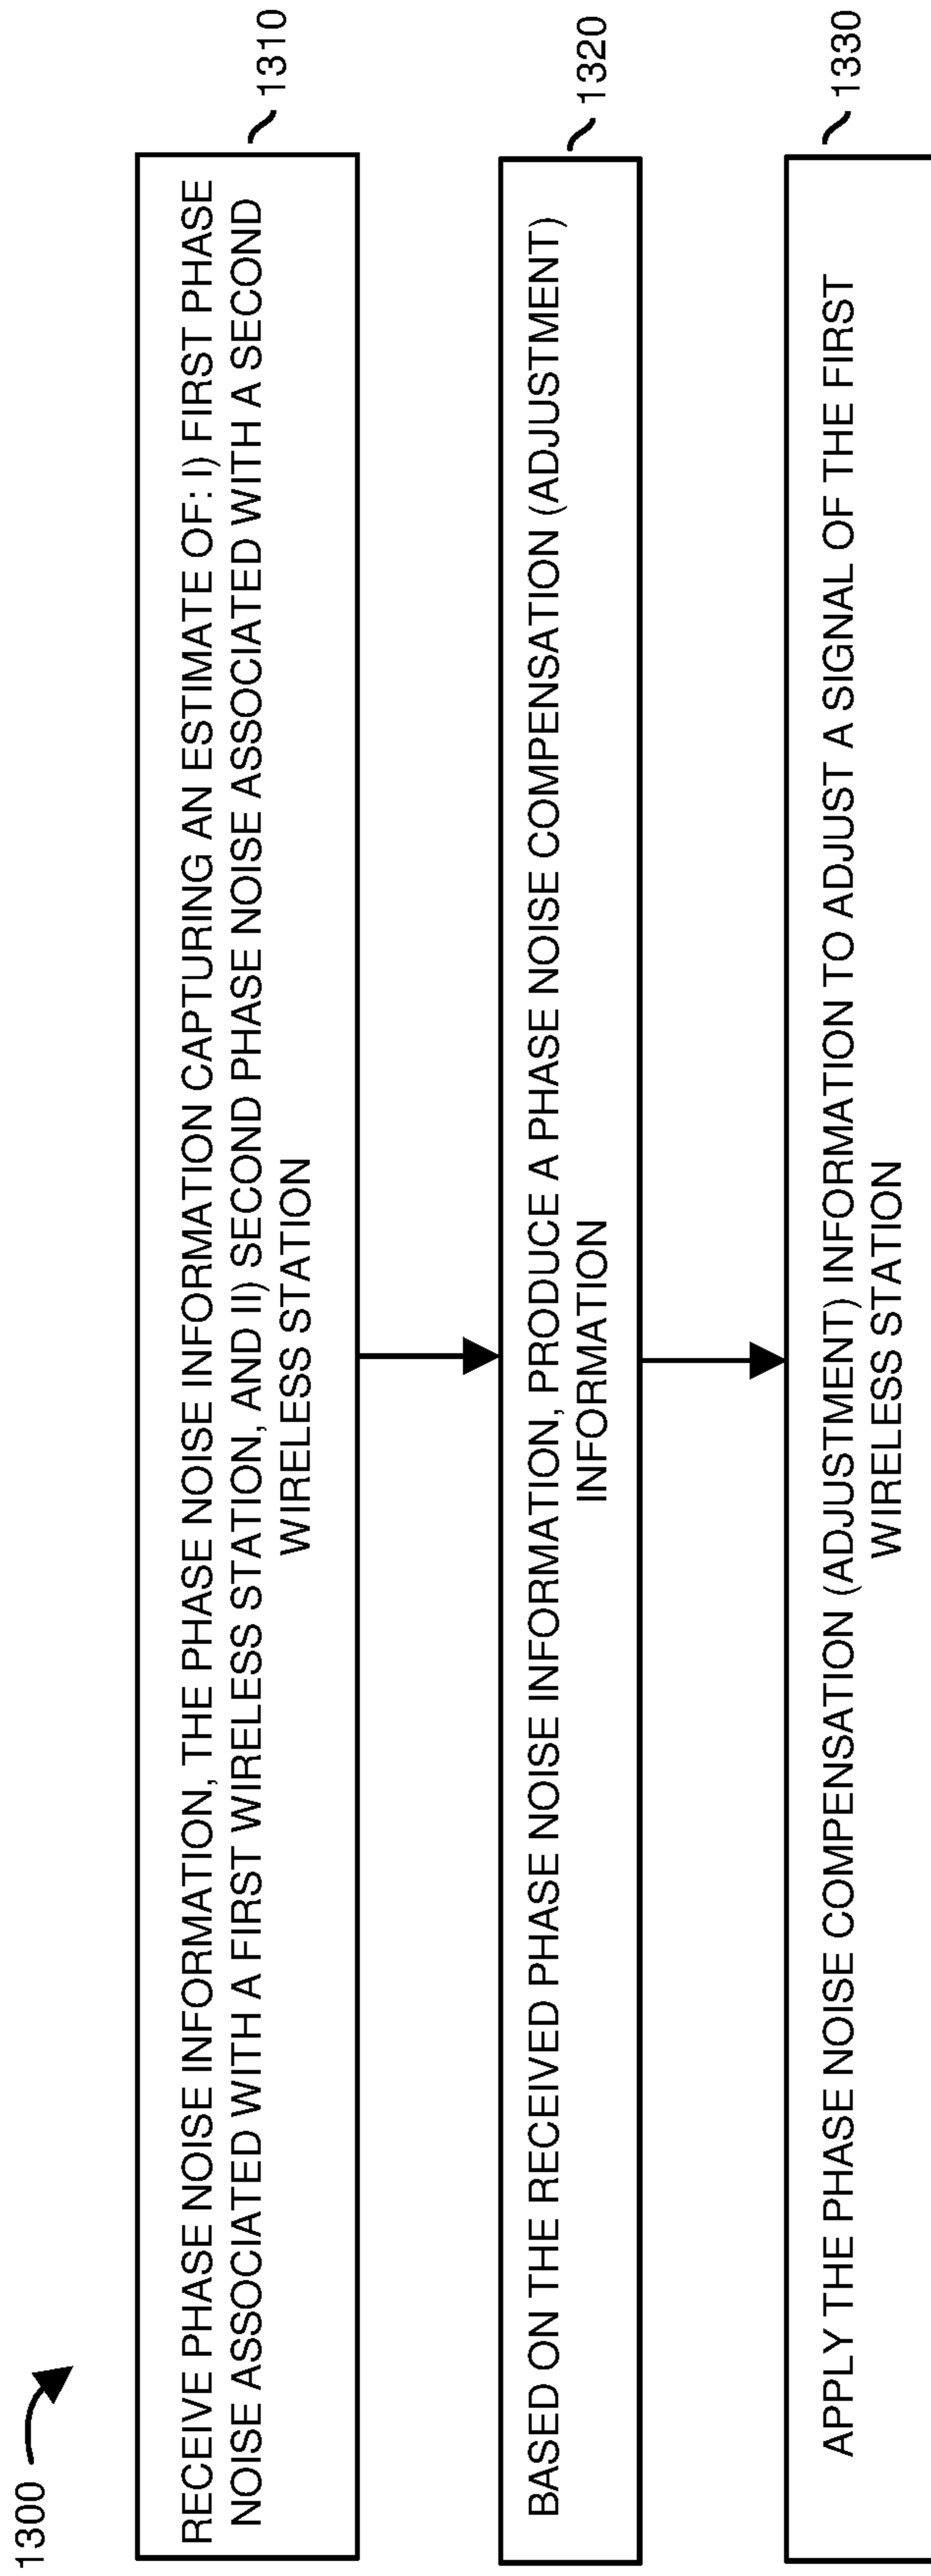 1300
RECEIVE PHASE NOISE INFORMATION, THE PHASE NOISE INFORMATION CAPTURING AN ESTIMATE OF: I) FIRST PHASE
NOISE ASSOCIATED WITH A FIRST WIRELESS STATION, AND II) SECOND PHASE NOISE ASSOCIATED WITH A SECOND
WIRELESS STATION
1310
BASED ON THE RECEIVED PHASE NOISE INFORMATION, PRODUCE A PHASE NOISE COMPENSATION (ADJUSTMENT)
INFORMATION
1320
APPLY THE PHASE NOISE COMPENSATION (ADJUSTMENT) INFORMATION TO ADJUST A SIGNAL OF THE FIRST
WIRELESS STATION
1330